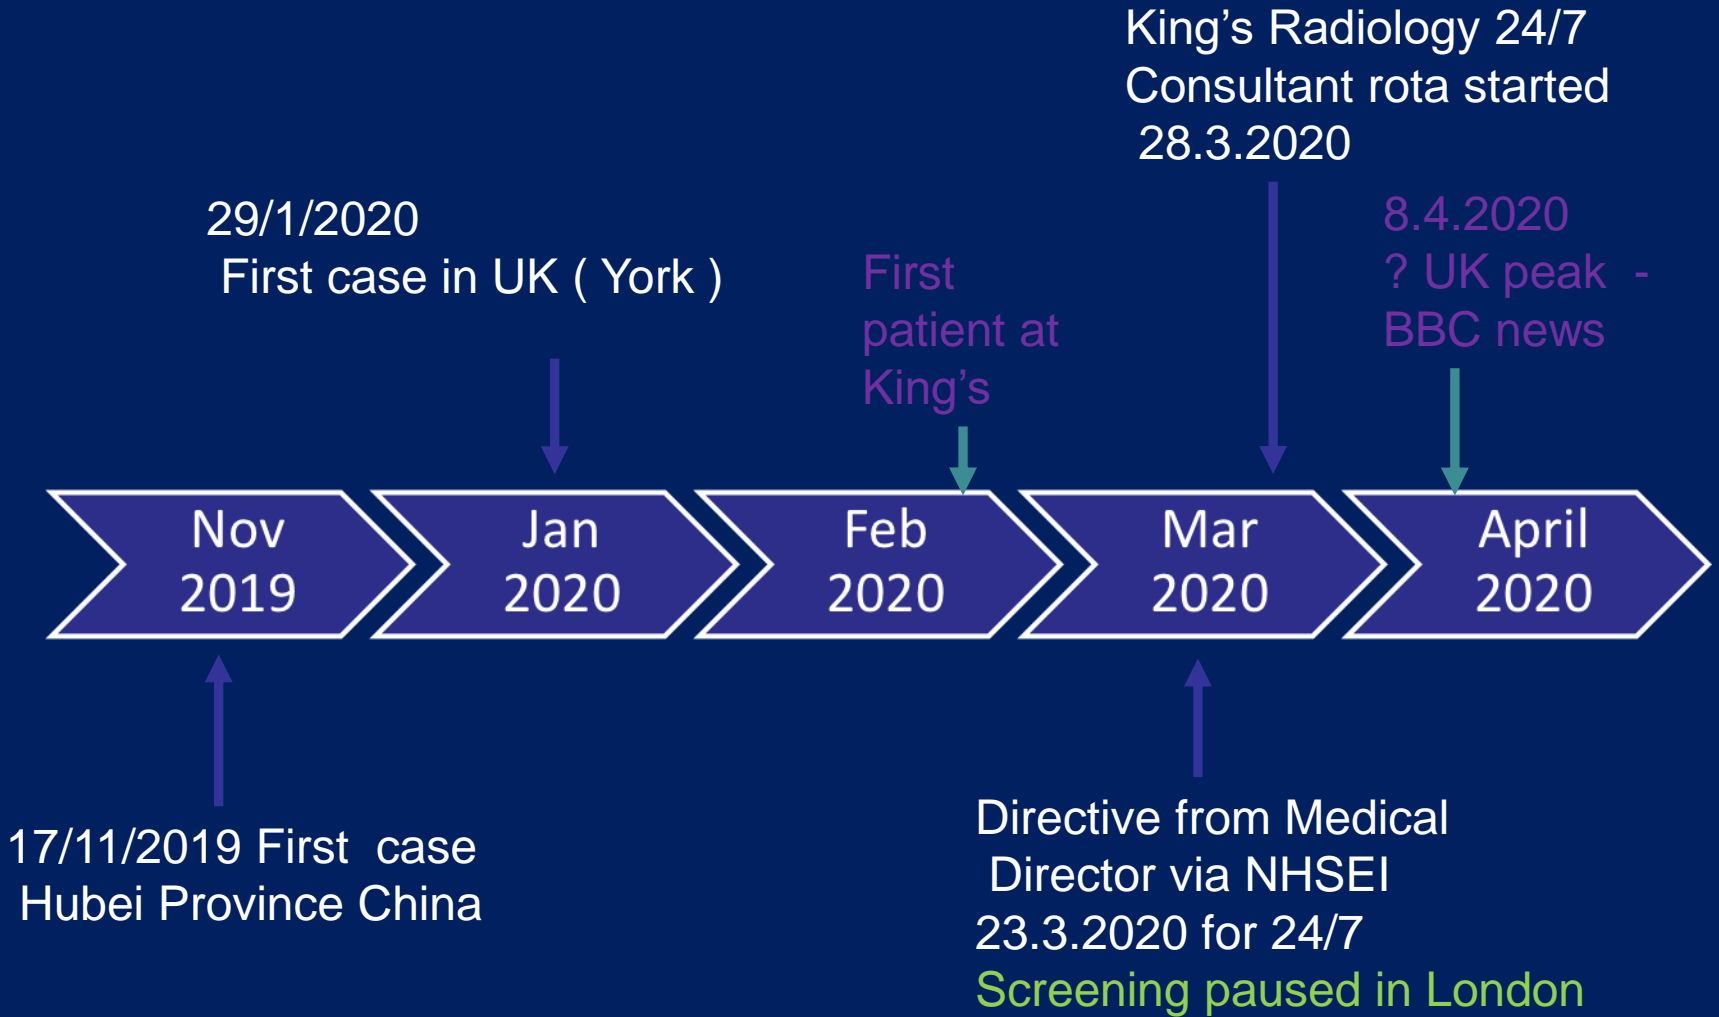 King’s Radiology 24/7
Consultant rota started
28.3.2020
29/1/2020
First case in UK ( York )
First
patient at
King’s
8.4.2020
? UK peak -
BBC news
Nov
2019
Jan
2020
Feb
2020
Mar
2020
April
2020
17/11/2019 First case
Hubei Province China
Directive from Medical
Director via NHSEI
23.3.2020 for 24/7
Screening paused in London